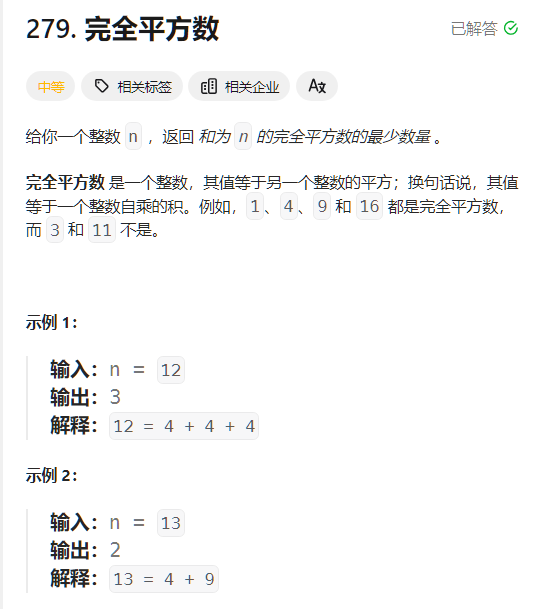 279. 完全平方数
已解答
中等
相关标签
相关企业
给你一个整数 n ，返回 和为 n 的完全平方数的最少数量 。
完全平方数 是一个整数，其值等于另一个整数的平方；换句话说，其值
等于一个整数自乘的积。例如，1、4、9 和 16 都是完全平方数，
而 3 和 11 不是。
示例 1：
输入：n = 12
输出：3
解释：12 = 4 + 4 + 4
示例 2：
输入：n = 13
输出：2
解释：13 = 4 + 9